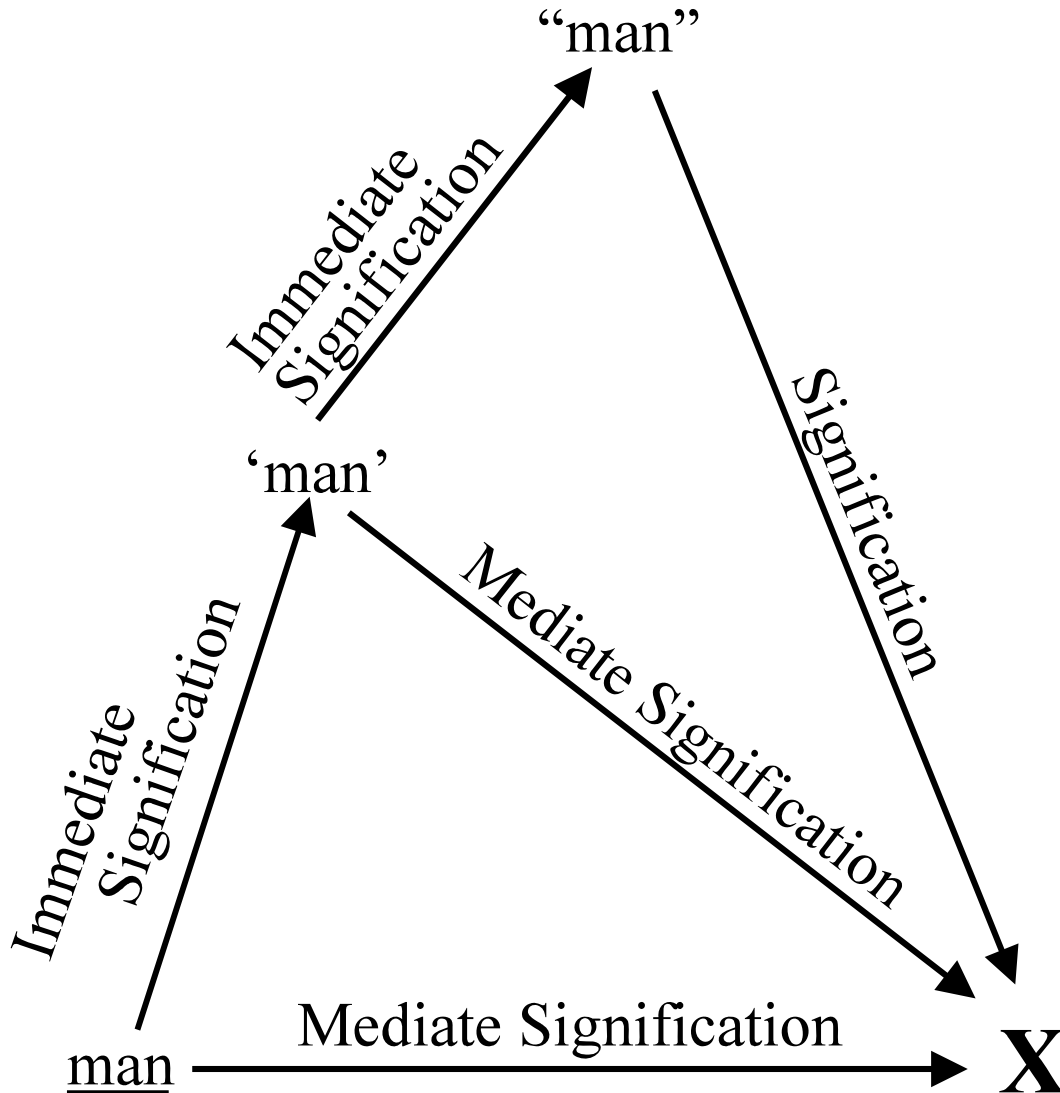 “man”
Immediate
Signification
Signification
‘man’
Mediate Signification
Immediate
Signification
Mediate Signification
man
X